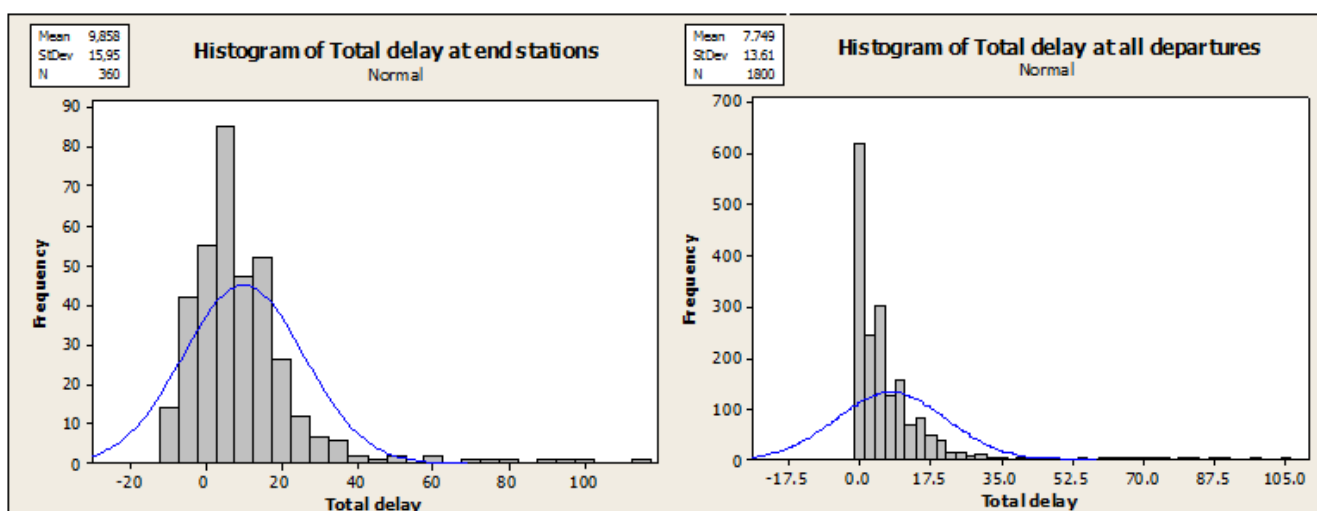 Mean 9,858
StDev 15,95
N 360
Histogram of Total delay at end stations
Normal
90
80
70
60
50
40
30
20
10
0
Frequency
-20 0 20 40 60 80 100
Total delay
Mean 7.749
StDev 13.61
N 1800
Histogram of Total delay at all departures
Normal
700
600
500
400
300
200
100
0
Frequency
-17.5 0.0 17.5 35.0 52.5 70.0 87.5 105.0
Total delay